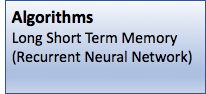 Algorithms
Long Short Term Memory
(Recurrent Neural Network)